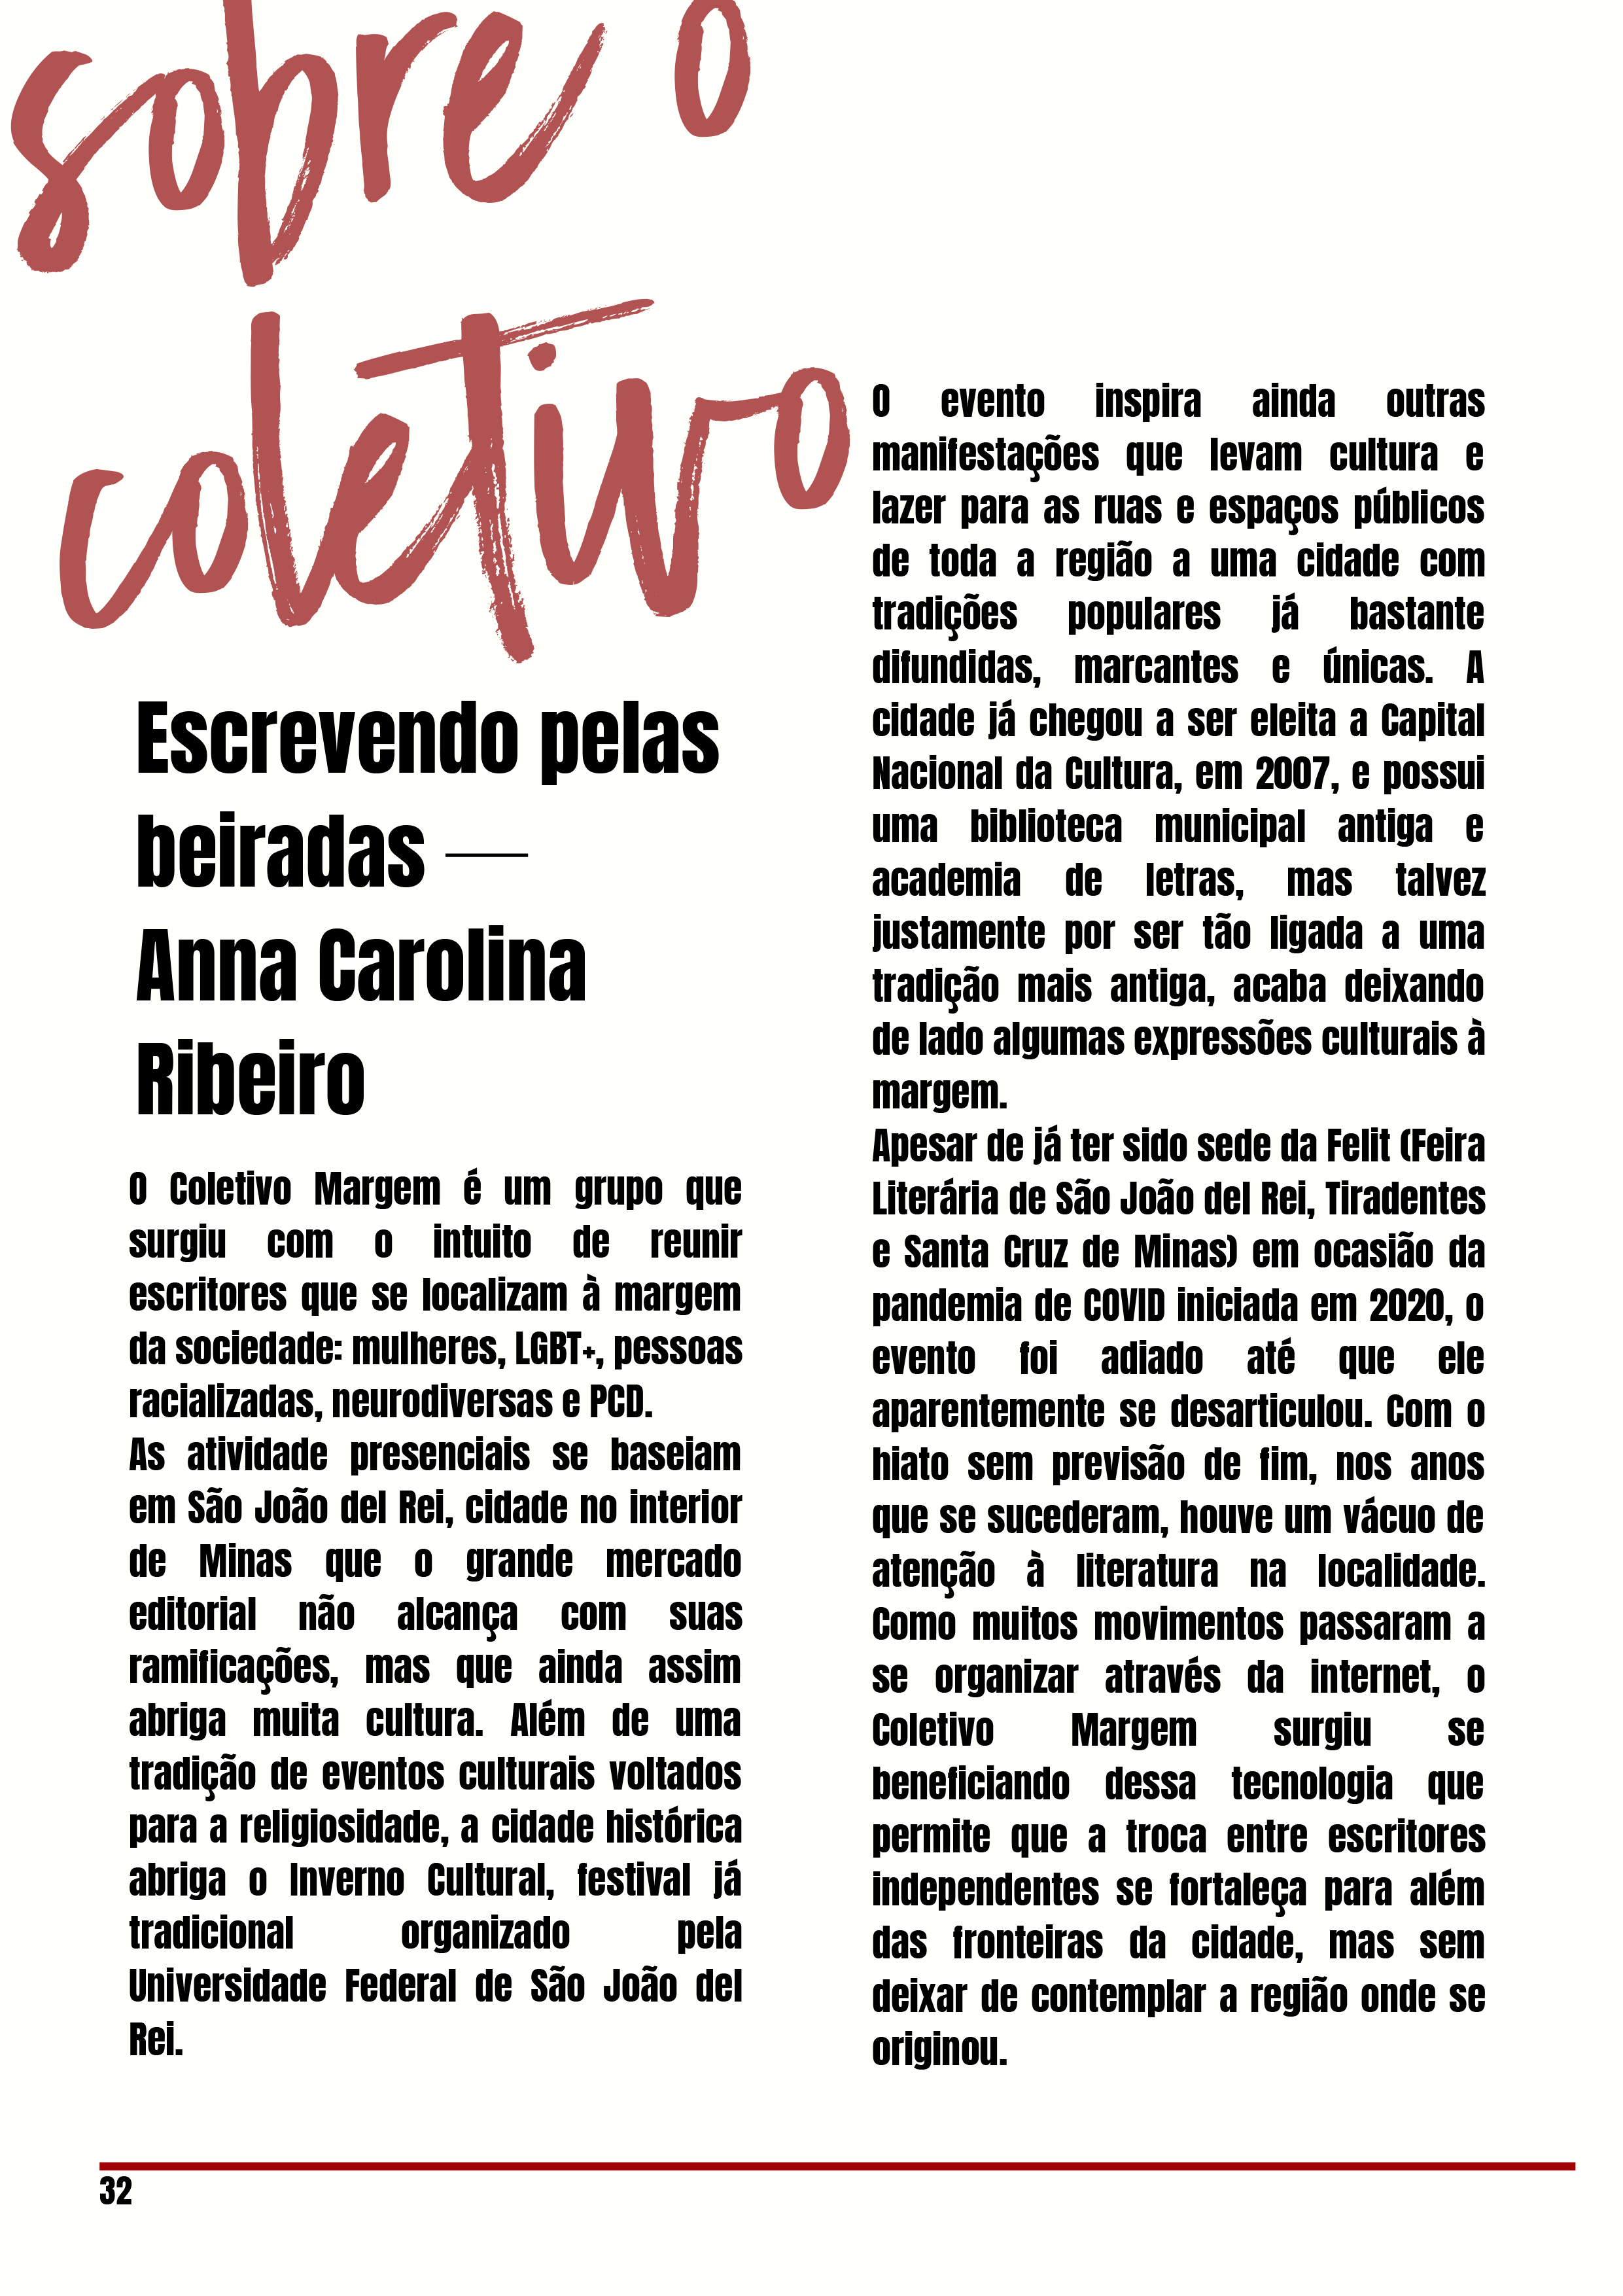 sobre o
coletivo
Escrevendo pelas
beiradas —
Anna Carolina
Ribeiro
O Coletivo Margem é um grupo que
surgiu com o intuito de reunir
escritores que se localizam à margem
da sociedade: mulheres, LGBT+, pessoas
racializadas, neurodiversas e PCD.
As atividade presenciais se baseiam
em São João del Rei, cidade no interior
de Minas que o grande mercado
editorial não alcança com suas
ramificações, mas que ainda assim
abriga muita cultura. Além de uma
tradição de eventos culturais voltados
para a religiosidade, a cidade histórica
abriga o Inverno Cultural, festival já
tradicional organizado pela
Universidade Federal de São João del
Rei.
O evento inspira ainda outras
manifestações que levam cultura e
lazer para as ruas e espaços públicos
de toda a região a uma cidade com
tradições populares já bastante
difundidas, marcantes e únicas. A
cidade já chegou a ser eleita a Capital
Nacional da Cultura, em 2007, e possui
uma biblioteca municipal antiga e
academia de letras, mas talvez
justamente por ser tão ligada a uma
tradição mais antiga, acaba deixando
de lado algumas expressões culturais à
margem.
Apesar de já ter sido sede da Felit (Feira
Literária de São João del Rei, Tiradentes
e Santa Cruz de Minas) em ocasião da
pandemia de COVID iniciada em 2020, o
evento foi adiado até que ele
aparentemente se desarticulou. Com o
hiato sem previsão de fim, nos anos
que se sucederam, houve um vácuo de
atenção à literatura na localidade.
Como muitos movimentos passaram a
se organizar através da internet, o
Coletivo Margem surgiu se
beneficiando dessa tecnologia que
permite que a troca entre escritores
independentes se fortaleça para além
das fronteiras da cidade, mas sem
deixar de contemplar a região onde se
originou.
32